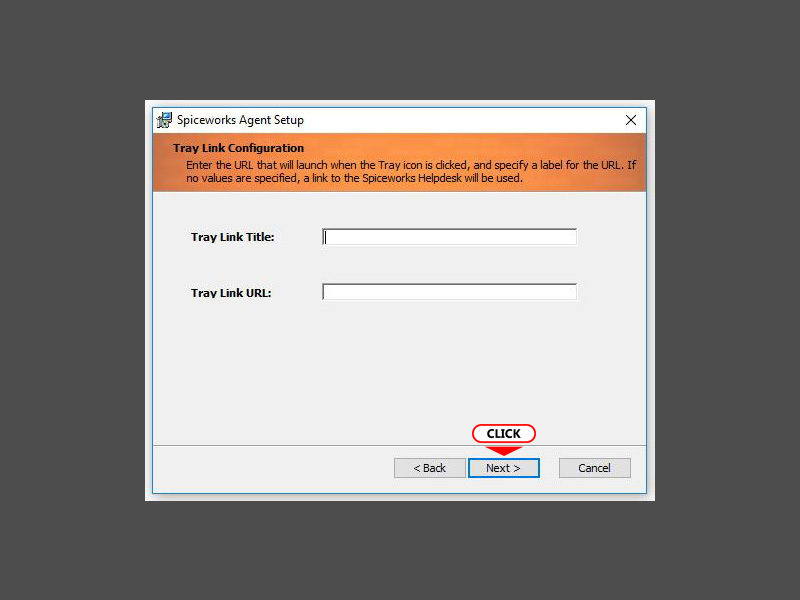 Spiceworks Agent Setup
Tray Link Configuration
Enter the URL that will launch when the Tray icon is clicked, and specify a label for the URL. If
no values are specified, a link to the Spiceworks Helpdesk will be used.
Tray Link Title:
Tray Link URL:
CLICK
< Back
Next >
Cancel